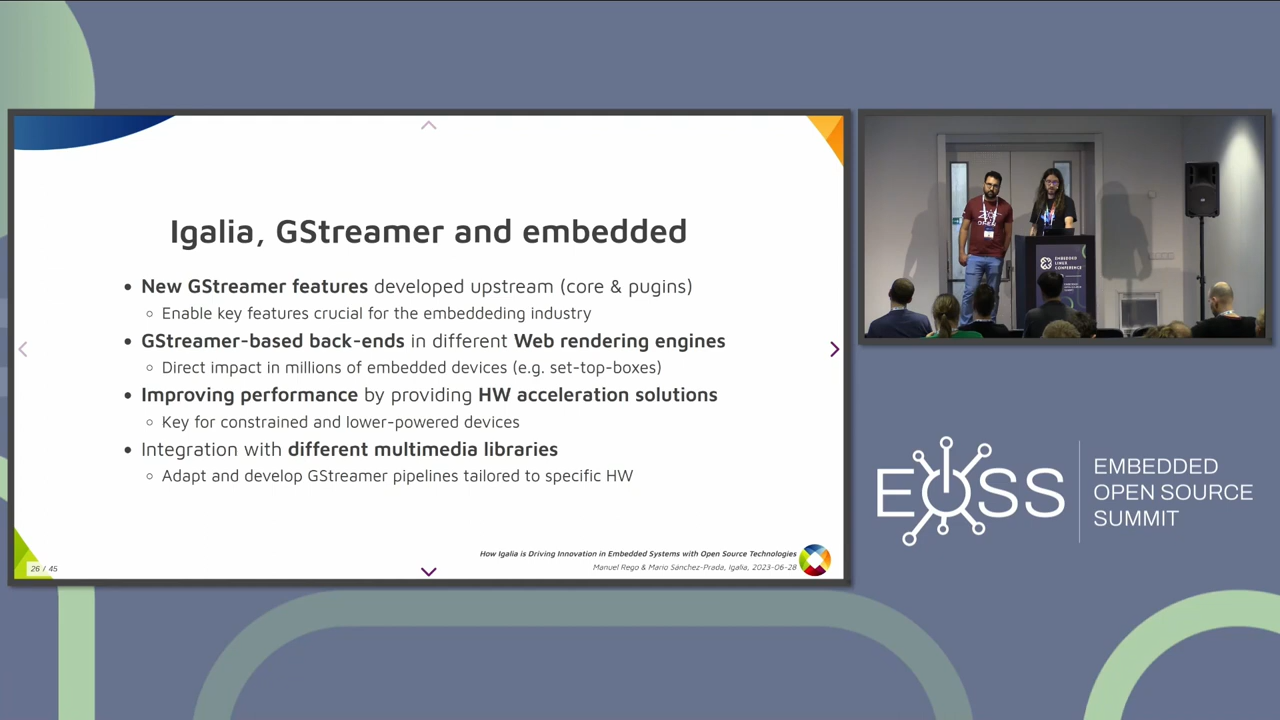 Igalia, GStreamer and embedded
• New GStreamer features developed upstream (core & pugins)
◦ Enable key features crucial for the embeddeding industry
• GStreamer-based back-ends in different Web rendering engines
◦ Direct impact in millions of embedded devices (e.g. set-top-boxes)
• Improving performance by providing HW acceleration solutions
◦ Key for constrained and lower-powered devices
• Integration with different multimedia libraries
◦ Adapt and develop GStreamer pipelines tailored to specific HW
How Igalia is Driving Innovation in Embedded Systems with Open Source Technologies
Manuel Rego & Mario Sánchez-Prada, Igalia, 2023-06-28
26 / 45
EMBEDDED
LINUX
CONFERENCE
EOSS
EMBEDDED
OPEN SOURCE
SUMMIT